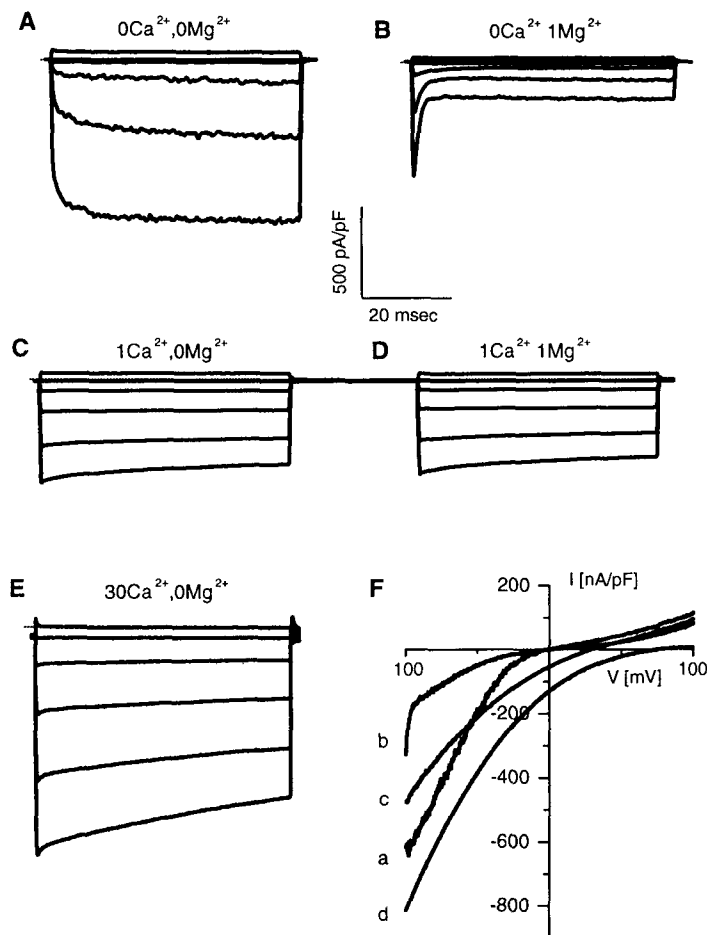 A
0Ca²⁺,0Mg²⁺
B
0Ca²⁺ 1Mg²⁺
500 pA/pF
20 msec
C
1Ca²⁺,0Mg²⁺
D
1Ca²⁺ 1Mg²⁺
E
30Ca²⁺,0Mg²⁺
F
200
I [nA/pF]
100
100
V [mV]
-200
b
-400
c
-600
a
-800
d